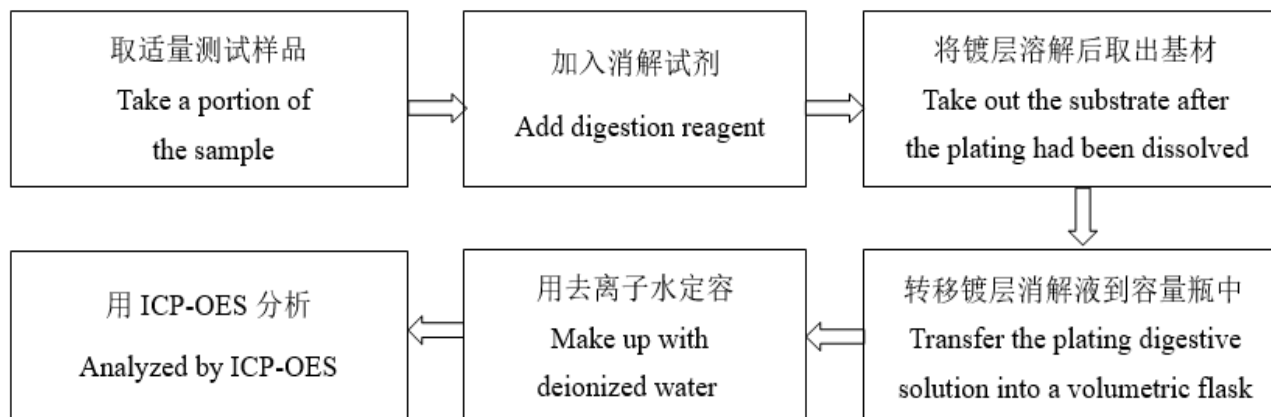 取适量测试样品
Take a portion of
the sample
加入消解试剂
Add digestion reagent
将镀层溶解后取出基材
Take out the substrate after
the plating had been dissolved
转移镀层消解液到容量瓶中
Transfer the plating digestive
solution into a volumetric flask
用去离子水定容
Make up with
deionized water
用 ICP-OES 分析
Analyzed by ICP-OES